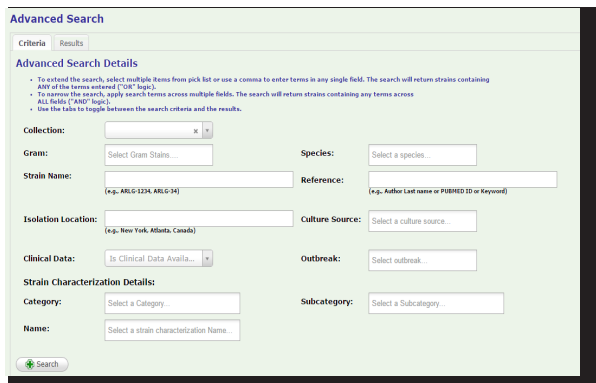 Advanced Search
Criteria Results
Advanced Search Details
• To extend the search, select multiple items from pick list or use a comma to enter terms in any single field. The search will return strains containing
ANY of the terms entered ("OR" logic).
• To narrow the search, apply search terms across multiple fields. The search will return strains containing any terms across
ALL fields ("AND" logic).
• Use the tabs to toggle between the search criteria and the results.
Collection: x
Gram: Select Gram Stains... Species: Select a species...
Strain Name: Reference:
(e.g., ARLG-1234, ARLG-34) (e.g., Author Last name or PUBMED ID or Keyword)
Isolation Location: Culture Source: Select a culture source...
(e.g., New York, Atlanta, Canada)
Clinical Data: Is Clinical Data Availa... Outbreak: Select outbreak...
Strain Characterization Details:
Category: Select a Category... Subcategory: Select a Subcategory...
Name: Select a strain characterization Name...
Search